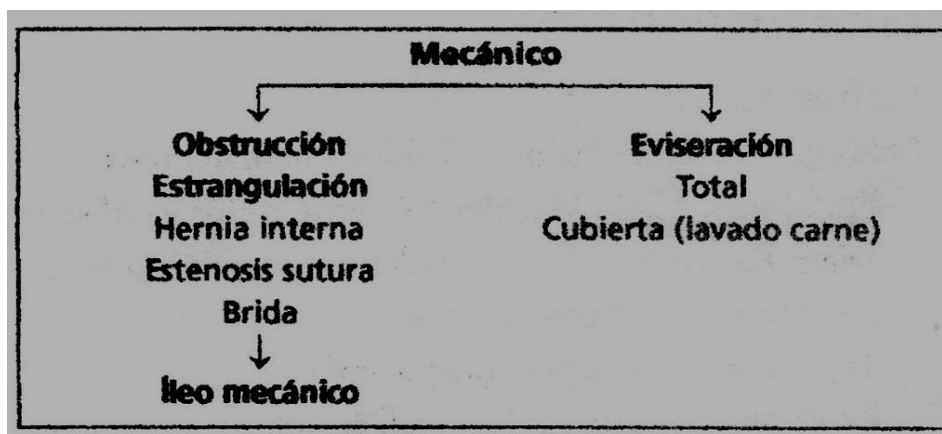 Mecánico
Obstrucción
Estrangulación
Hernia interna
Estenosis sutura
Brida
Íleo mecánico
Eviseración
Total
Cubierta (lavado carne)